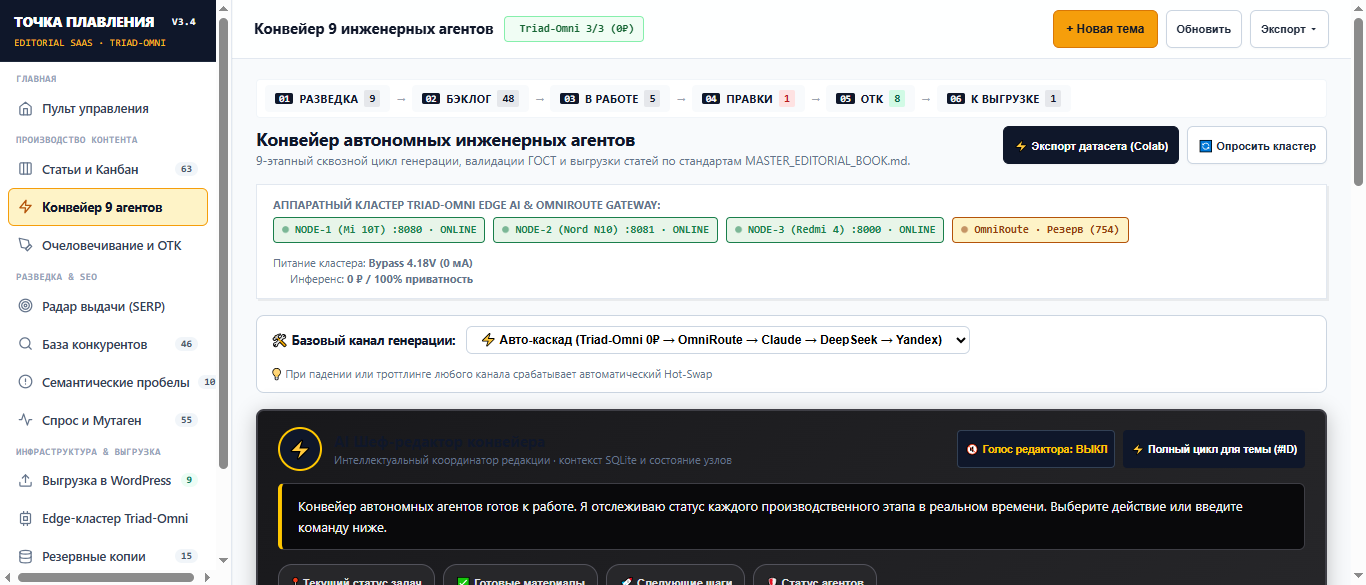 ТОЧКА ПЛАВЛЕНИЯ V3.4
EDITORIAL SAAS · TRIAD-OMNI
ГЛАВНАЯ
Пульт управления
ПРОИЗВОДСТВО КОНТЕНТА
Статьи и Канбан 63
Конвейер 9 агентов
Очеловечивание и ОТК
РАЗВЕДКА & SEO
Радар выдачи (SERP)
База конкурентов 46
Семантические пробелы 10
Спрос и Мутаген 55
ИНФРАСТРУКТУРА & ВЫГРУЗКА
Выгрузка в WordPress 9
Edge-кластер Triad-Omni
Резервные копии 15
Конвейер 9 инженерных агентов Triad-Omni 3/3 (0₽) + Новая тема Обновить Экспорт
01 РАЗВЕДКА 9 → 02 БЭКЛОГ 48 → 03 В РАБОТЕ 5 → 04 ПРАВКИ 1 → 05 ОТК 8 → 06 К ВЫГРУЗКЕ 1
Конвейер автономных инженерных агентов
9-этапный сквозной цикл генерации, валидации ГОСТ и выгрузки статей по стандартам MASTER_EDITORIAL_BOOK.md.
⚡ Экспорт датасета (Colab) Опросить кластер
АППАРАТНЫЙ КЛАСТЕР TRIAD-OMNI EDGE AI & OMNIROUTE GATEWAY:
NODE-1 (Mi 10T) :8080 · ONLINE NODE-2 (Nord N10) :8081 · ONLINE NODE-3 (Redmi 4) :8000 · ONLINE OmniRoute · Резерв (754)
Питание кластера: Bypass 4.18V (0 мА)
Инференс: 0 ₽ / 100% приватность
🛠 Базовый канал генерации: ⚡ Авто-каскад (Triad-Omni 0₽ → OmniRoute → Claude → DeepSeek → Yandex)
💡 При падении или троттлинге любого канала срабатывает автоматический Hot-Swap
Интеллектуальный координатор редакции · контекст SQLite и состояние узлов
Голос редактора: ВЫКЛ ⚡ Полный цикл для темы (#ID)
Конвейер автономных агентов готов к работе. Я отслеживаю статус каждого производственного этапа в реальном времени. Выберите действие или введите
команду ниже.
Текущий статус задач Готовые материалы Следующие шаги Статус агентов